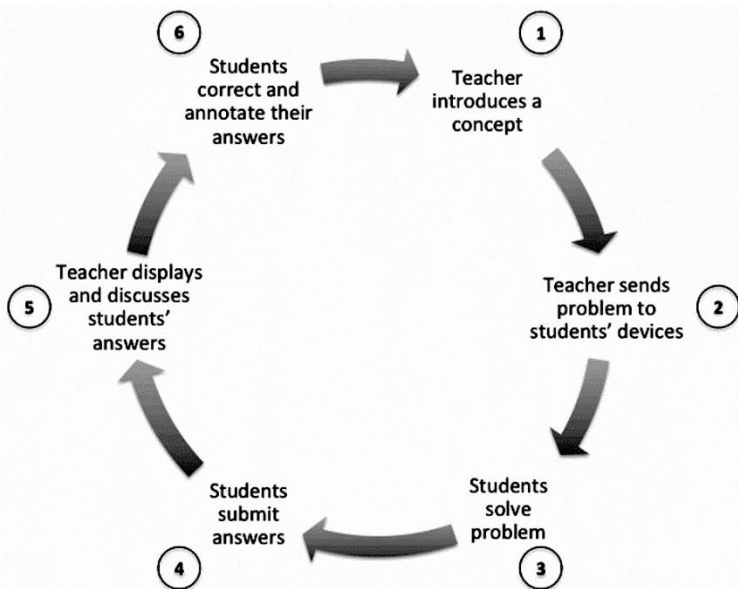 1
Teacher
introduces a
concept
2
Teacher sends
problem to
students’ devices
3
Students
solve
problem
4
Students
submit
answers
5
Teacher displays
and discusses
students’
answers
6
Students
correct and
annotate their
answers